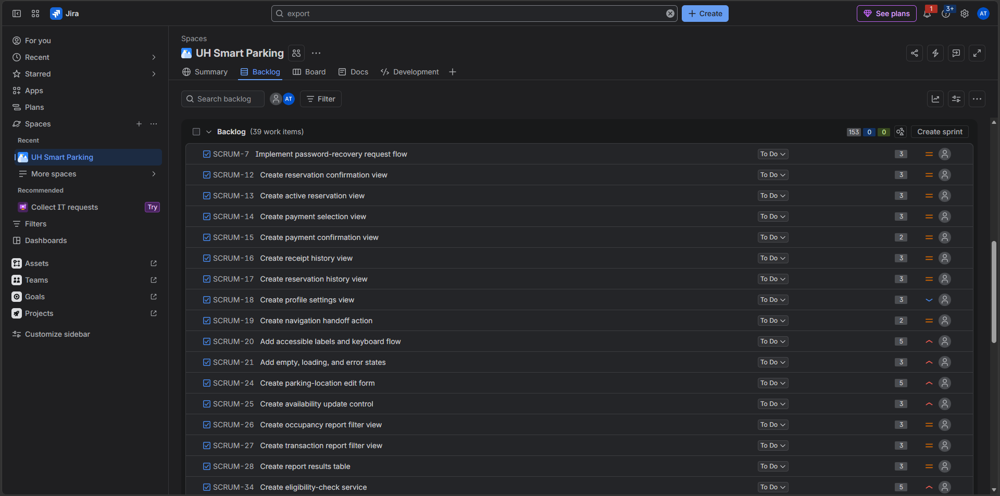 Jira
export
Create
See plans
1
3+
AT
For you
Recent
Starred
Apps
Plans
Spaces
Recent
UH Smart Parking
More spaces
Recommended
Collect IT requests
Try
Filters
Dashboards
Assets
Teams
Goals
Projects
Customize sidebar
Spaces
UH Smart Parking
Summary
Backlog
Board
Docs
Development
Search backlog
AT
Filter
Backlog (39 work items)
153 0 0
Create sprint
SCRUM-7 Implement password-recovery request flow To Do 3
SCRUM-12 Create reservation confirmation view To Do 3
SCRUM-13 Create active reservation view To Do 3
SCRUM-14 Create payment selection view To Do 3
SCRUM-15 Create payment confirmation view To Do 2
SCRUM-16 Create receipt history view To Do 3
SCRUM-17 Create reservation history view To Do 3
SCRUM-18 Create profile settings view To Do 3
SCRUM-19 Create navigation handoff action To Do 2
SCRUM-20 Add accessible labels and keyboard flow To Do 5
SCRUM-21 Add empty, loading, and error states To Do 3
SCRUM-24 Create parking-location edit form To Do 5
SCRUM-25 Create availability update control To Do 3
SCRUM-26 Create occupancy report filter view To Do 3
SCRUM-27 Create transaction report filter view To Do 3
SCRUM-28 Create report results table To Do 3
SCRUM-34 Create eligibility-check service To Do 5